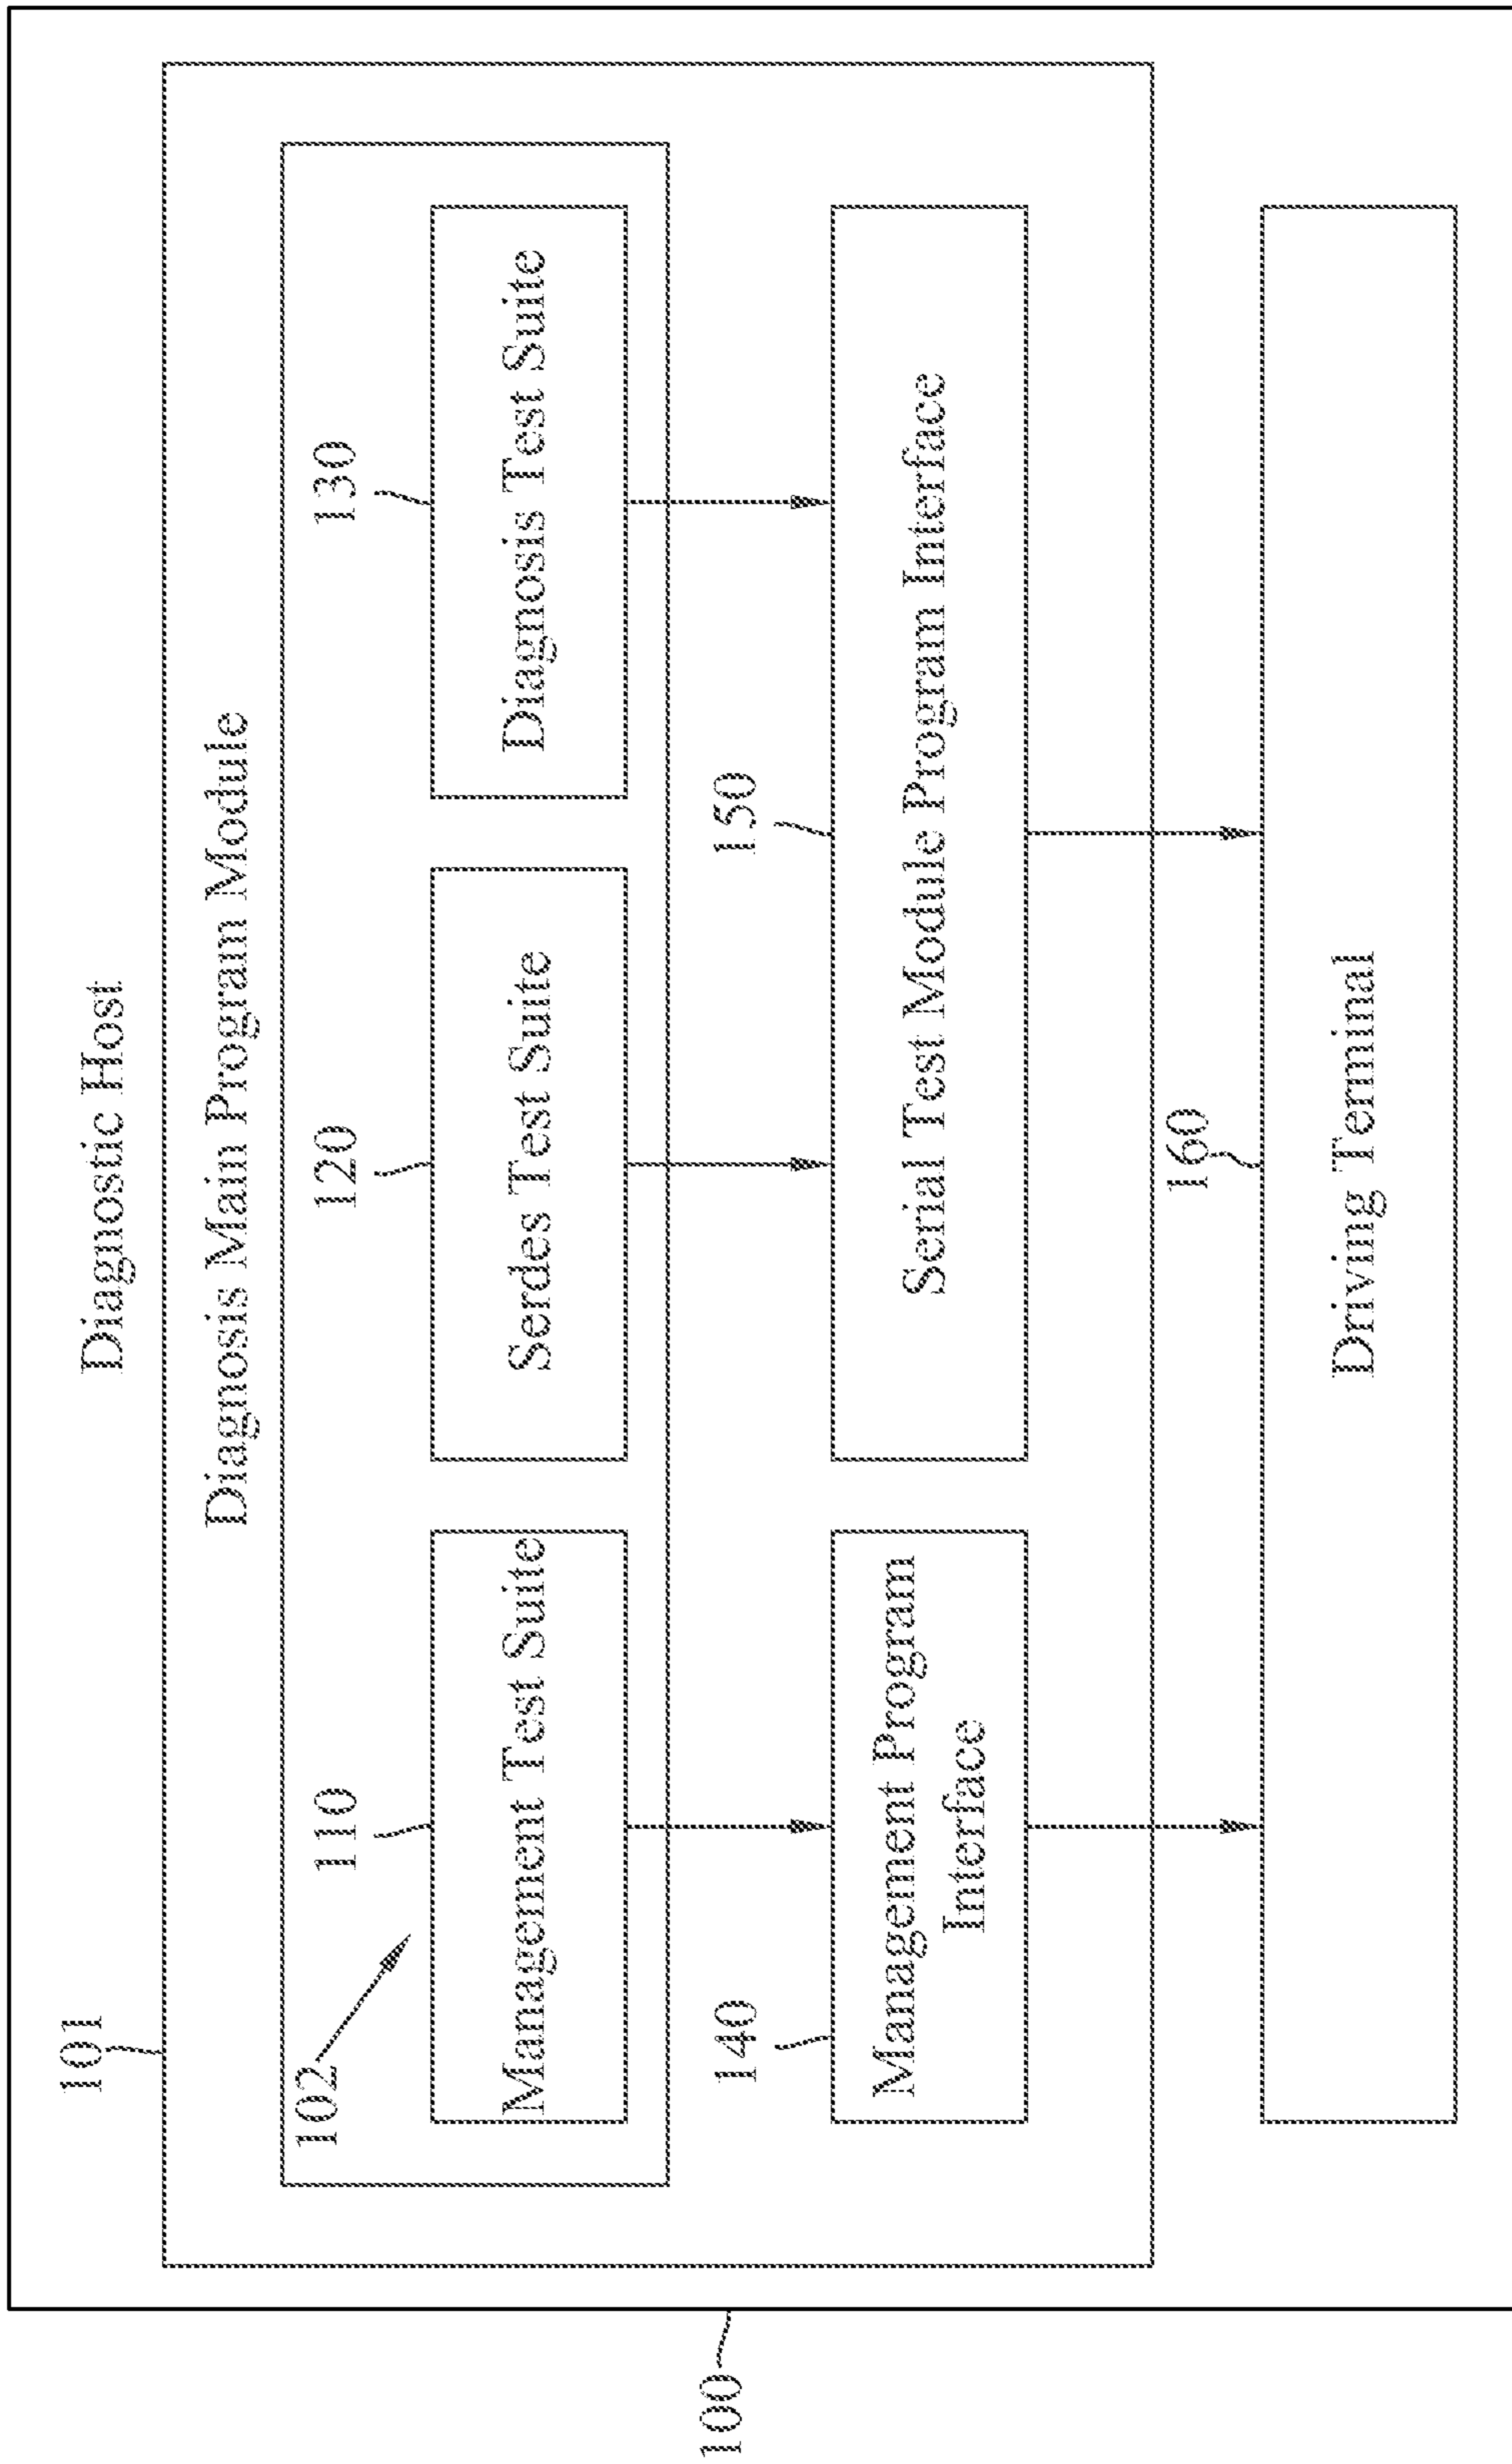 Diagnostic Host
101
Diagnosis Main Program Module
102
110
120
130
Management Test Suite
Serdes Test Suite
Diagnosis Test Suite
140
150
Management Program
Interface
Serial Test Module Program Interface
160
Driving Terminal
100